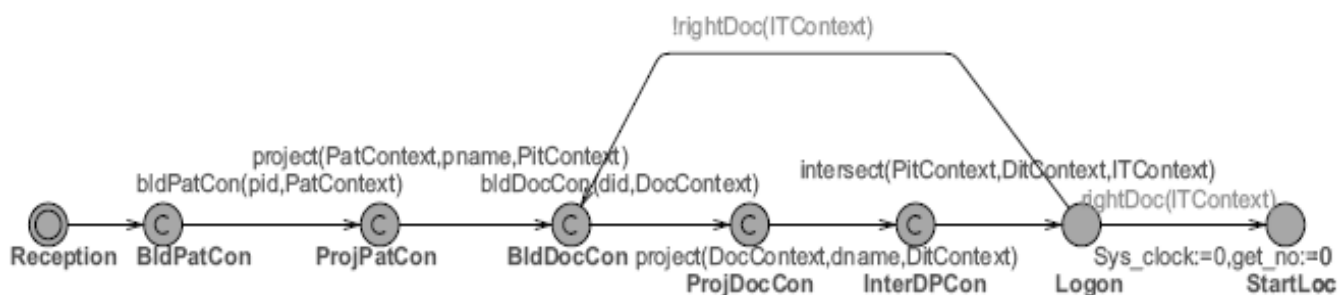 !rightDoc(ITContext)
project(PatContext,pname,PitContext)
bldPatCon(pid,PatContext)
bldDocCon(did,DocContext)
intersect(PitContext,DitContext,ITContext)
rightDoc(ITContext)
C
C
C
C
C
Reception
BldPatCon
ProjPatCon
BldDocCon
project(DocContext,dname,DitContext)
Sys_clock:=0,get_no:=0
ProjDocCon
InterDPCon
Logon
StartLoc